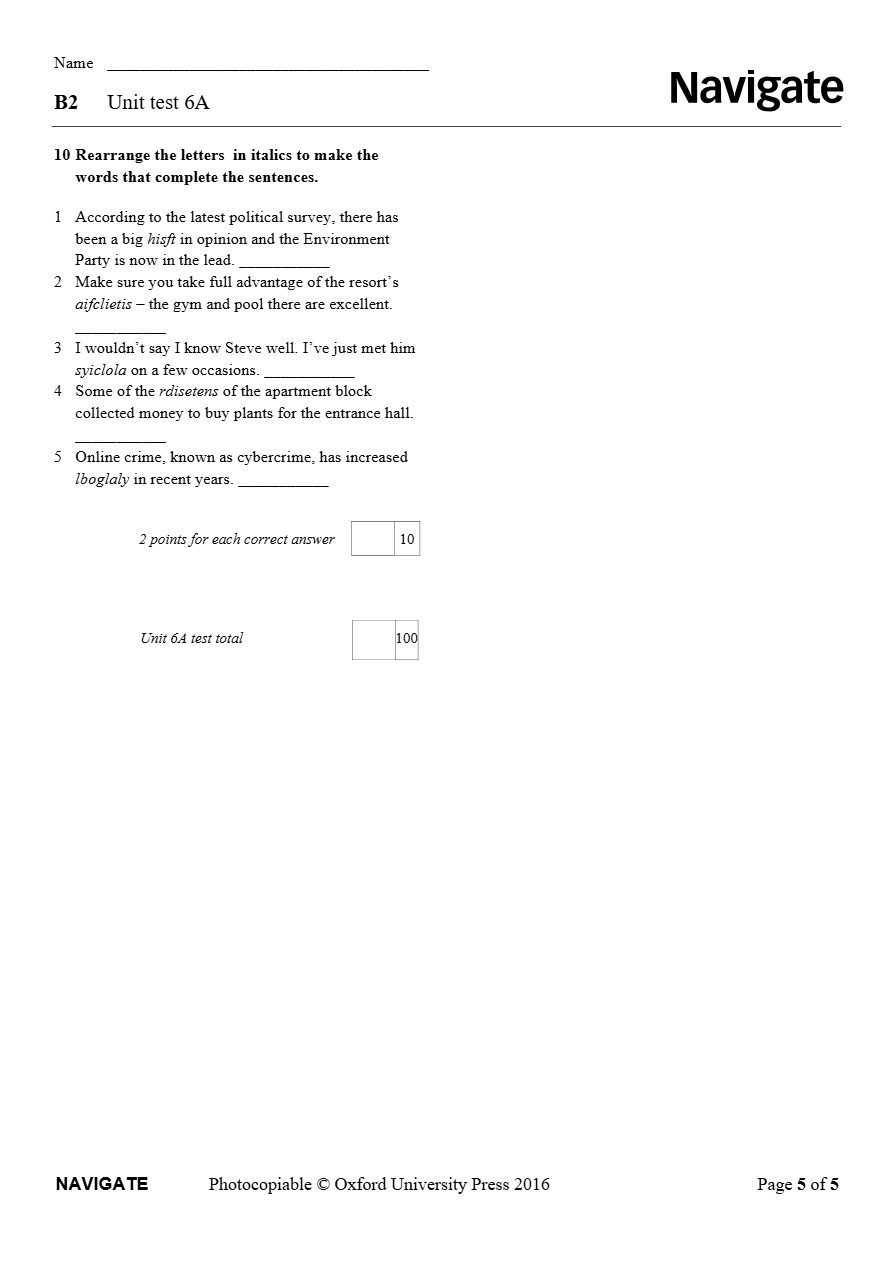 Name ______________________________________
Navigate
B2 Unit test 6A
10 Rearrange the letters in italics to make the
words that complete the sentences.
1 According to the latest political survey, there has
been a big hisft in opinion and the Environment
Party is now in the lead. ___________
2 Make sure you take full advantage of the resort’s
aifclietis – the gym and pool there are excellent.
___________
3 I wouldn’t say I know Steve well. I’ve just met him
syiclola on a few occasions. ___________
4 Some of the rdisetens of the apartment block
collected money to buy plants for the entrance hall.
___________
5 Online crime, known as cybercrime, has increased
lboglaly in recent years. ___________
2 points for each correct answer 10
Unit 6A test total 100
NAVIGATE Photocopiable © Oxford University Press 2016 Page 5 of 5